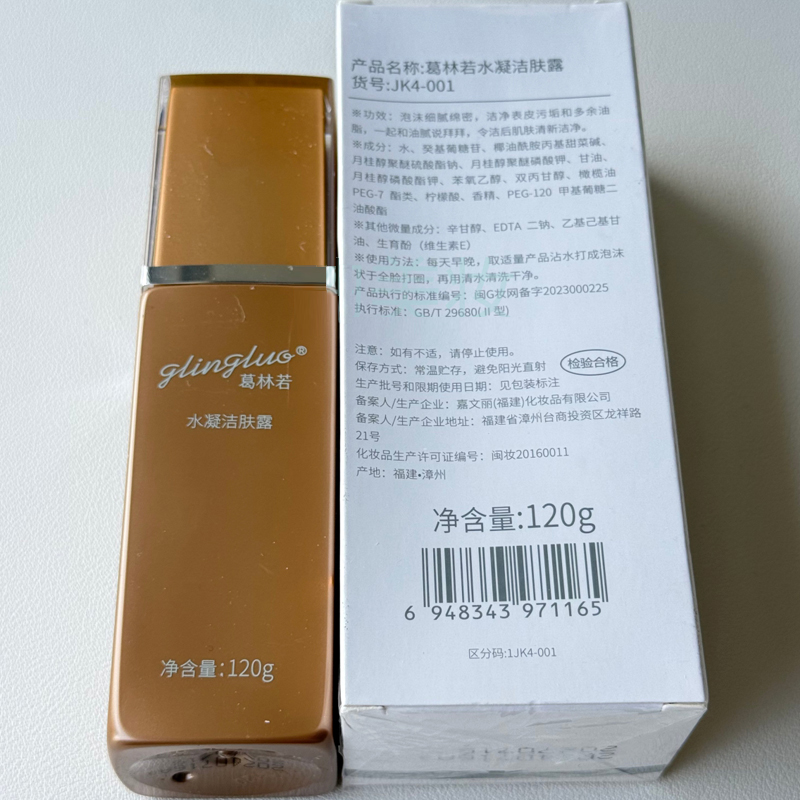 glingluo®
葛林若
水凝洁肤露
净含量:120g
产品名称:葛林若水凝洁肤露
货号:JK4-001
※功效：泡沫细腻绵密，洁净表皮污垢和多余油
脂，一起和油腻说拜拜，令洁后肌肤清新洁净。
※成分：水、癸基葡糖苷、椰油酰胺丙基甜菜碱、
月桂醇聚醚硫酸酯钠、月桂醇聚醚磷酸钾、甘油、
月桂醇磷酸酯钾、苯氧乙醇、双丙甘醇、橄榄油
PEG-7 酯类、柠檬酸、香精、PEG-120 甲基葡糖二
油酸酯
※其他微量成分：辛甘醇、EDTA 二钠、乙基己基甘
油、生育酚（维生素E）
※使用方法：每天早晚，取适量产品沾水打成泡沫
状于全脸打圈，再用清水清洗干净。
产品执行的标准编号：闽G妆网备字2023000225
执行标准：GB/T 29680(Ⅱ型)
注意：如有不适，请停止使用。
保存方式：常温贮存，避免阳光直射
检验合格
生产批号和限期使用日期：见包装标注
备案人/生产企业：嘉文丽(福建)化妆品有限公司
备案人/生产企业地址：福建省漳州台商投资区龙祥路
21号
化妆品生产许可证编号：闽妆20160011
产地：福建•漳州
净含量:120g
6 948343 971165
区分码:1JK4-001